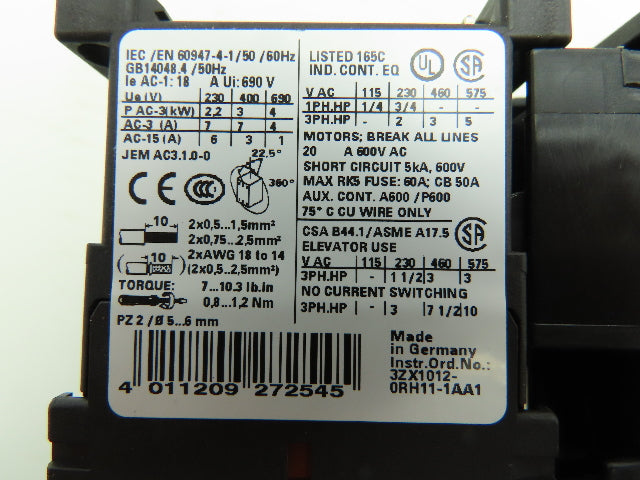 IEC /EN 60947-4-1/50 /60Hz
GB14048.4 /50Hz
Ie AC-1: 18 A Ui: 690 V
Ue (V) 230 400 690
P AC-3(kW) 2,2 3 4
AC-3 (A) 7 7 4
AC-15 (A) 6 3 1
JEM AC3.1.0-0
22,5°
360°
CE CCC
10 2x0,5...1,5mm²
2x0,75...2,5mm²
10 2xAWG 18 to 14
(2x0,5..2,5mm²)
TORQUE: 7...10.3 lb.in
0,8...1,2 Nm
PZ 2 / Ø 5...6 mm
LISTED 165C
IND. CONT. EQ UL SA
V AC 115 230 460 575
1PH.HP 1/4 3/4 - -
3PH.HP - 2 3 5
MOTORS; BREAK ALL LINES
20 A 600V AC
SHORT CIRCUIT 5kA, 600V
MAX RK5 FUSE: 60A; CB 50A
AUX. CONT. A600 /P600
75° C CU WIRE ONLY
CSA B44.1/ASME A17.5 SA
ELEVATOR USE
V AC 115 230 460 575
3PH.HP - 1 1/2 3 3
NO CURRENT SWITCHING
3PH.HP - 3 7 1/2 10
4 011209 272545
Made
in Germany
Instr.Ord.No.:
3ZX1012-
0RH11-1AA1